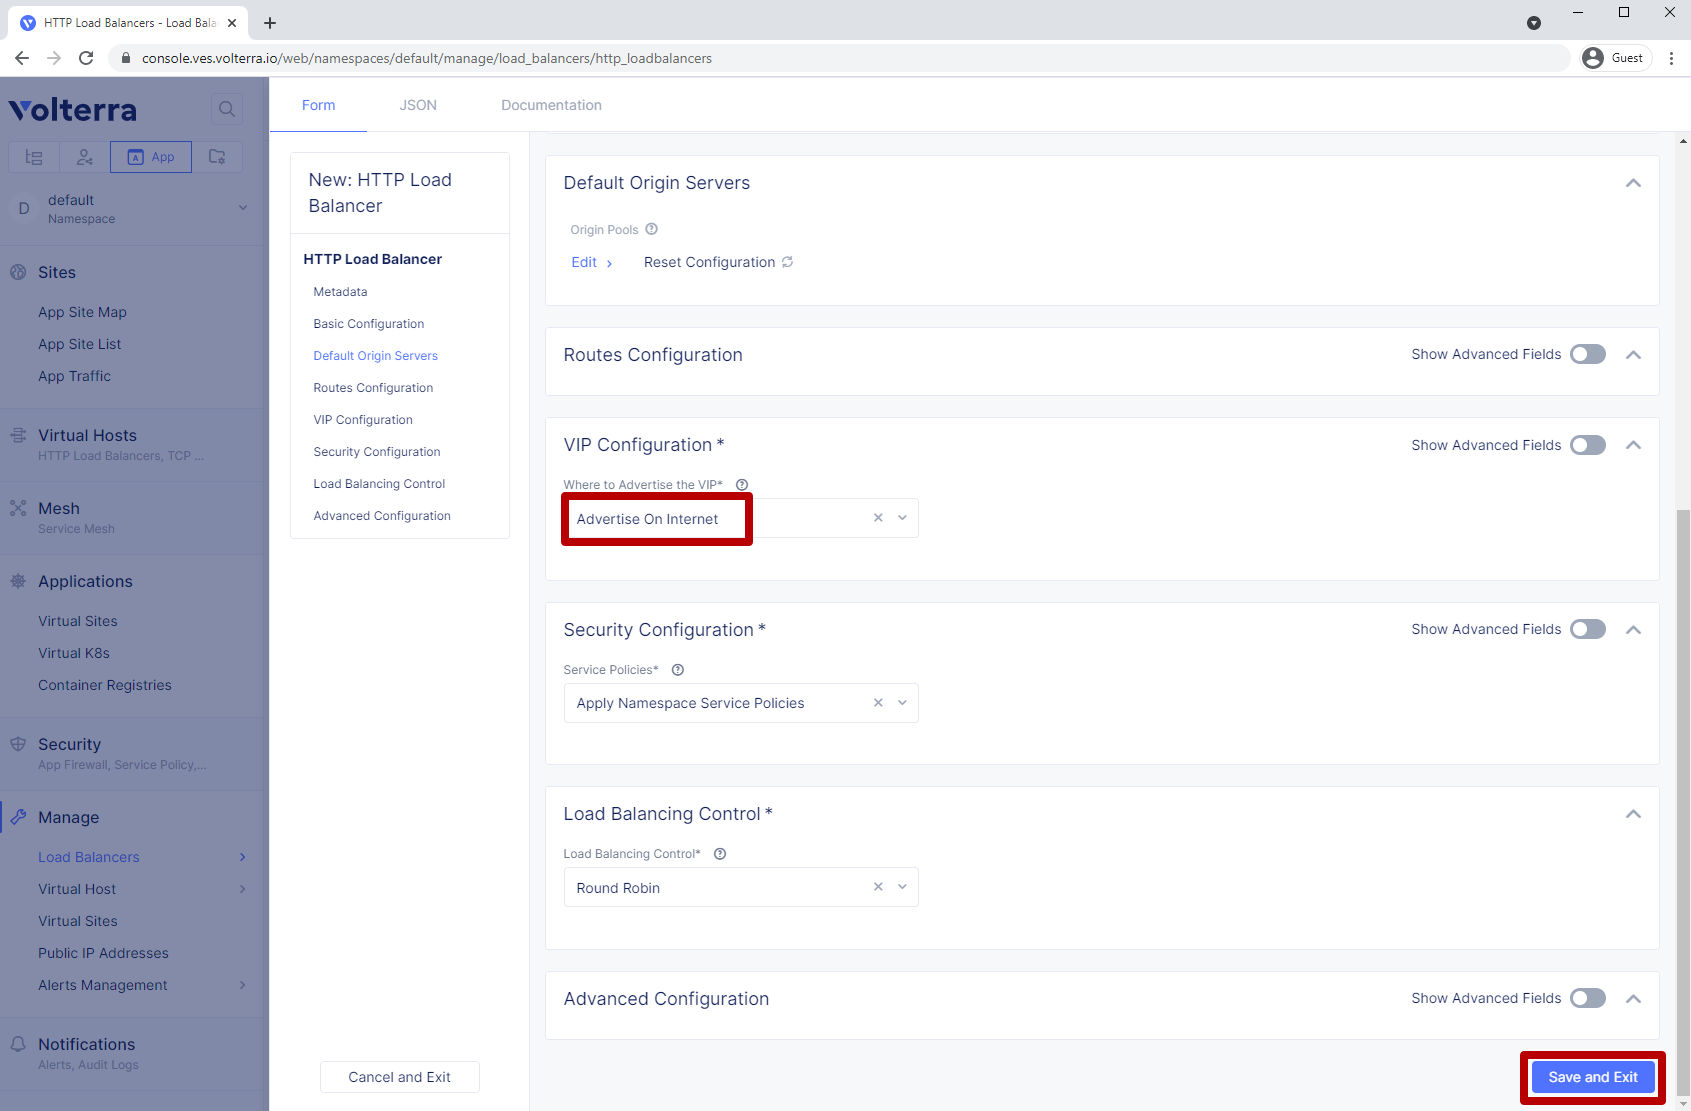 HTTP Load Balancers - Load Bala
console.ves.volterra.io/web/namespaces/default/manage/load_balancers/http_loadbalancers
Guest
Volterra
App
D
default
Namespace
Sites
App Site Map
App Site List
App Traffic
Virtual Hosts
HTTP Load Balancers, TCP ...
Mesh
Service Mesh
Applications
Virtual Sites
Virtual K8s
Container Registries
Security
App Firewall, Service Policy,...
Manage
Load Balancers
Virtual Host
Virtual Sites
Public IP Addresses
Alerts Management
Notifications
Alerts, Audit Logs
Form
JSON
Documentation
New: HTTP Load
Balancer
HTTP Load Balancer
Metadata
Basic Configuration
Default Origin Servers
Routes Configuration
VIP Configuration
Security Configuration
Load Balancing Control
Advanced Configuration
Cancel and Exit
Default Origin Servers
Origin Pools
Edit
Reset Configuration
Routes Configuration
Show Advanced Fields
VIP Configuration *
Show Advanced Fields
Where to Advertise the VIP*
Advertise On Internet
Security Configuration *
Show Advanced Fields
Service Policies*
Apply Namespace Service Policies
Load Balancing Control *
Load Balancing Control*
Round Robin
Advanced Configuration
Show Advanced Fields
Save and Exit